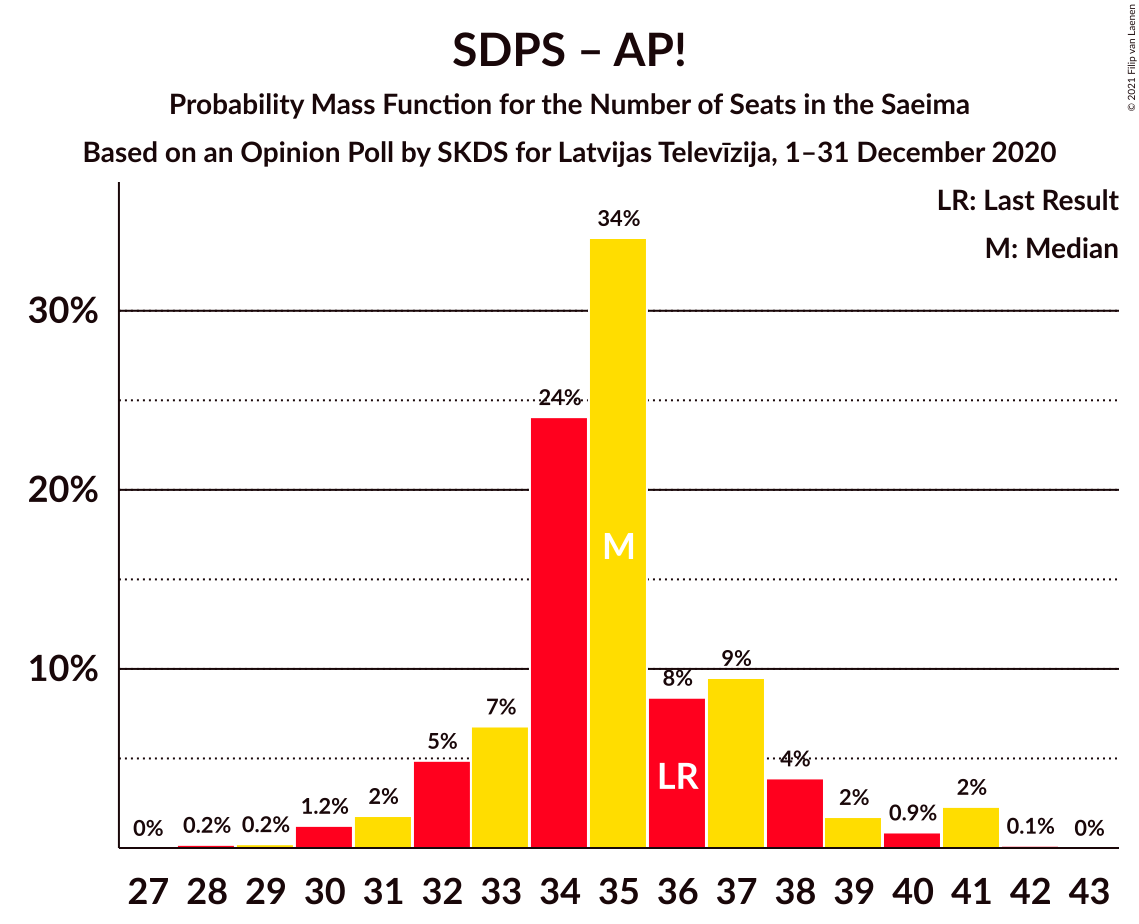 SDPS – AP!
Probability Mass Function for the Number of Seats in the Saeima
Based on an Opinion Poll by SKDS for Latvijas Televīzija, 1–31 December 2020
© 2021 Filip van Laenen
LR: Last Result
M: Median
30%
20%
10%
0%
0.2%
0.2%
1.2%
2%
5%
7%
24%
34%
8%
9%
4%
2%
0.9%
2%
0.1%
0%
M
LR
27 28 29 30 31 32 33 34 35 36 37 38 39 40 41 42 43